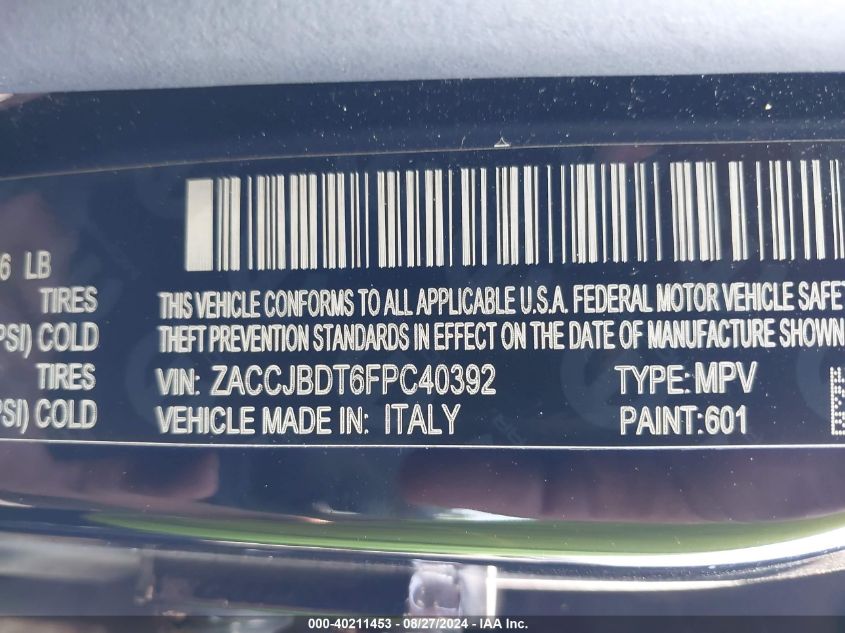 6 LB
TIRES
PSI) COLD
TIRES
PSI) COLD
THIS VEHICLE CONFORMS TO ALL APPLICABLE U.S.A. FEDERAL MOTOR VEHICLE SAFETY
THEFT PREVENTION STANDARDS IN EFFECT ON THE DATE OF MANUFACTURE SHOWN
VIN: ZACCJBDT6FPC40392 TYPE: MPV
VEHICLE MADE IN: ITALY PAINT: 601
000-40211453 - 08/27/2024 - IAA Inc.